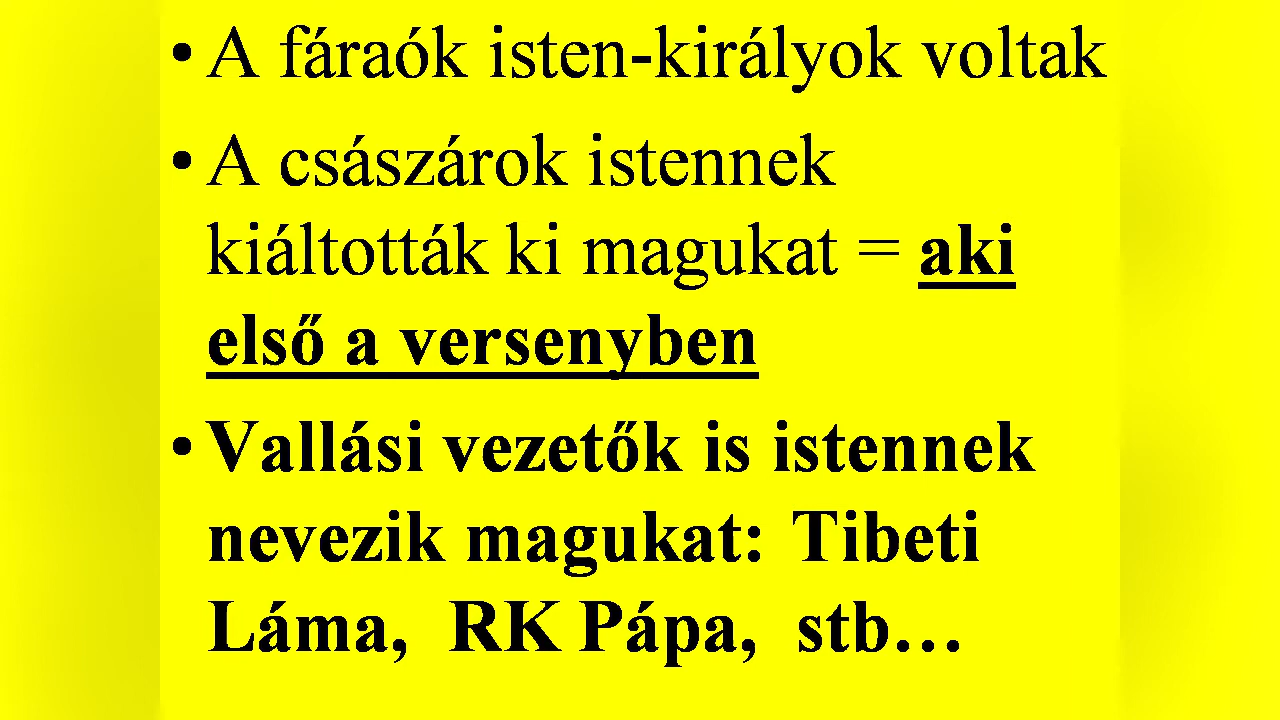 • A fáraók isten-királyok voltak
• A császárok istennek
kiáltották ki magukat = aki
első a versenyben
• Vallási vezetők is istennek
nevezik magukat: Tibeti
Láma, RK Pápa, stb…